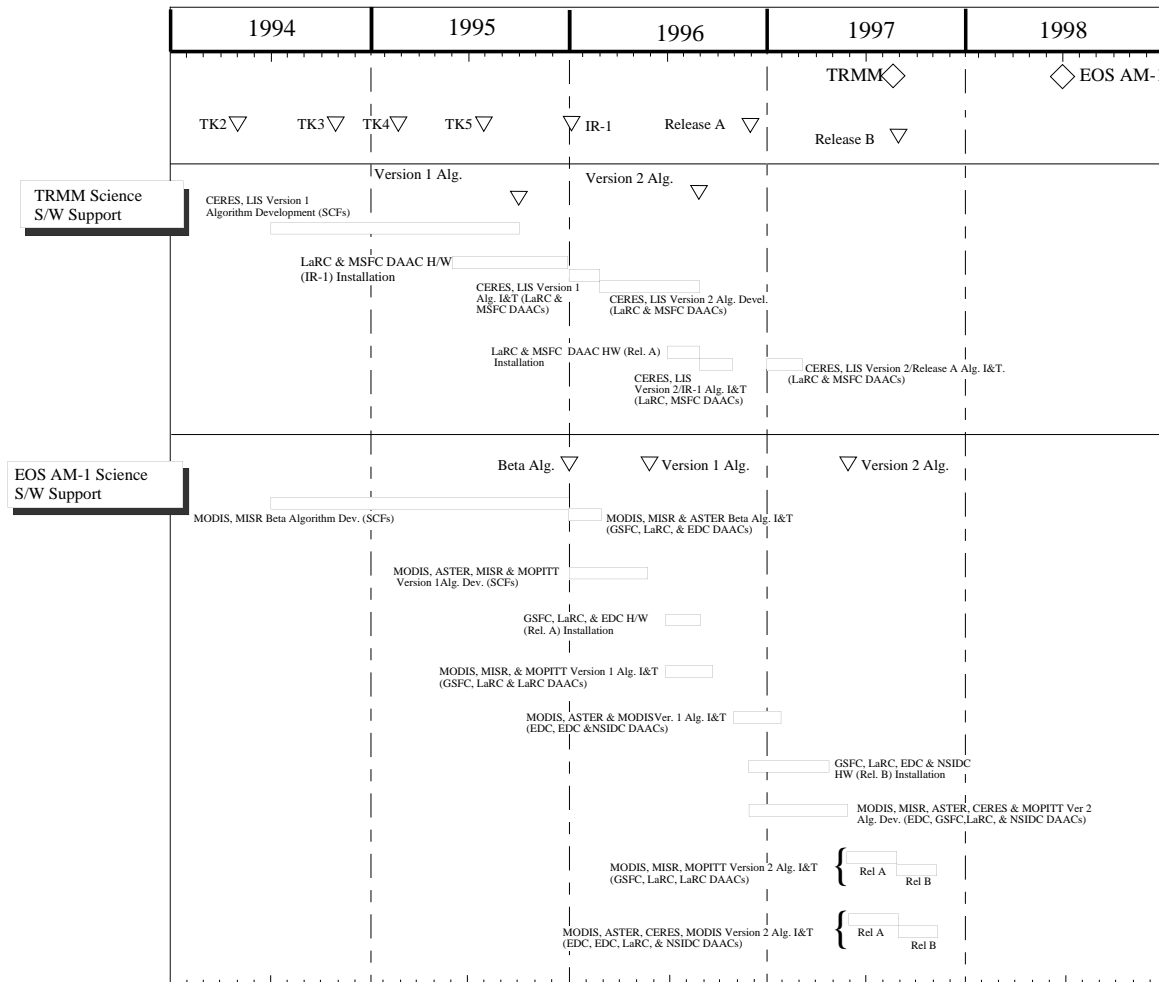 1994
1995
1996
1997
1998
TRMM
EOS AM-1
TK2
TK3
TK4
TK5
IR-1
Release A
Release B
TRMM Science
S/W Support
Version 1 Alg.
Version 2 Alg.
CERES, LIS Version 1
Algorithm Development (SCFs)
LaRC & MSFC DAAC H/W
(IR-1) Installation
CERES, LIS Version 1
Alg. I&T (LaRC &
MSFC DAACs)
CERES, LIS Version 2 Alg. Devel.
(LaRC & MSFC DAACs)
LaRC & MSFC DAAC HW (Rel. A)
Installation
CERES, LIS
Version 2/IR-1 Alg. I&T
(LaRC, MSFC DAACs)
CERES, LIS Version 2/Release A Alg. I&T.
(LaRC & MSFC DAACs)
EOS AM-1 Science
S/W Support
Beta Alg.
Version 1 Alg.
Version 2 Alg.
MODIS, MISR Beta Algorithm Dev. (SCFs)
MODIS, MISR & ASTER Beta Alg. I&T
(GSFC, LaRC, & EDC DAACs)
MODIS, ASTER, MISR & MOPITT
Version 1Alg. Dev. (SCFs)
GSFC, LaRC, & EDC H/W
(Rel. A) Installation
MODIS, MISR, & MOPITT Version 1 Alg. I&T
(GSFC, LaRC & LaRC DAACs)
MODIS, ASTER & MODISVer. 1 Alg. I&T
(EDC, EDC &NSIDC DAACs)
GSFC, LaRC, EDC & NSIDC
HW (Rel. B) Installation
MODIS, MISR, ASTER, CERES & MOPITT Ver 2
Alg. Dev. (EDC, GSFC,LaRC, & NSIDC DAACs)
MODIS, MISR, MOPITT Version 2 Alg. I&T
(GSFC, LaRC, LaRC DAACs)
{
Rel A
Rel B
MODIS, ASTER, CERES, MODIS Version 2 Alg. I&T
(EDC, EDC, LaRC, & NSIDC DAACs)
{
Rel A
Rel B